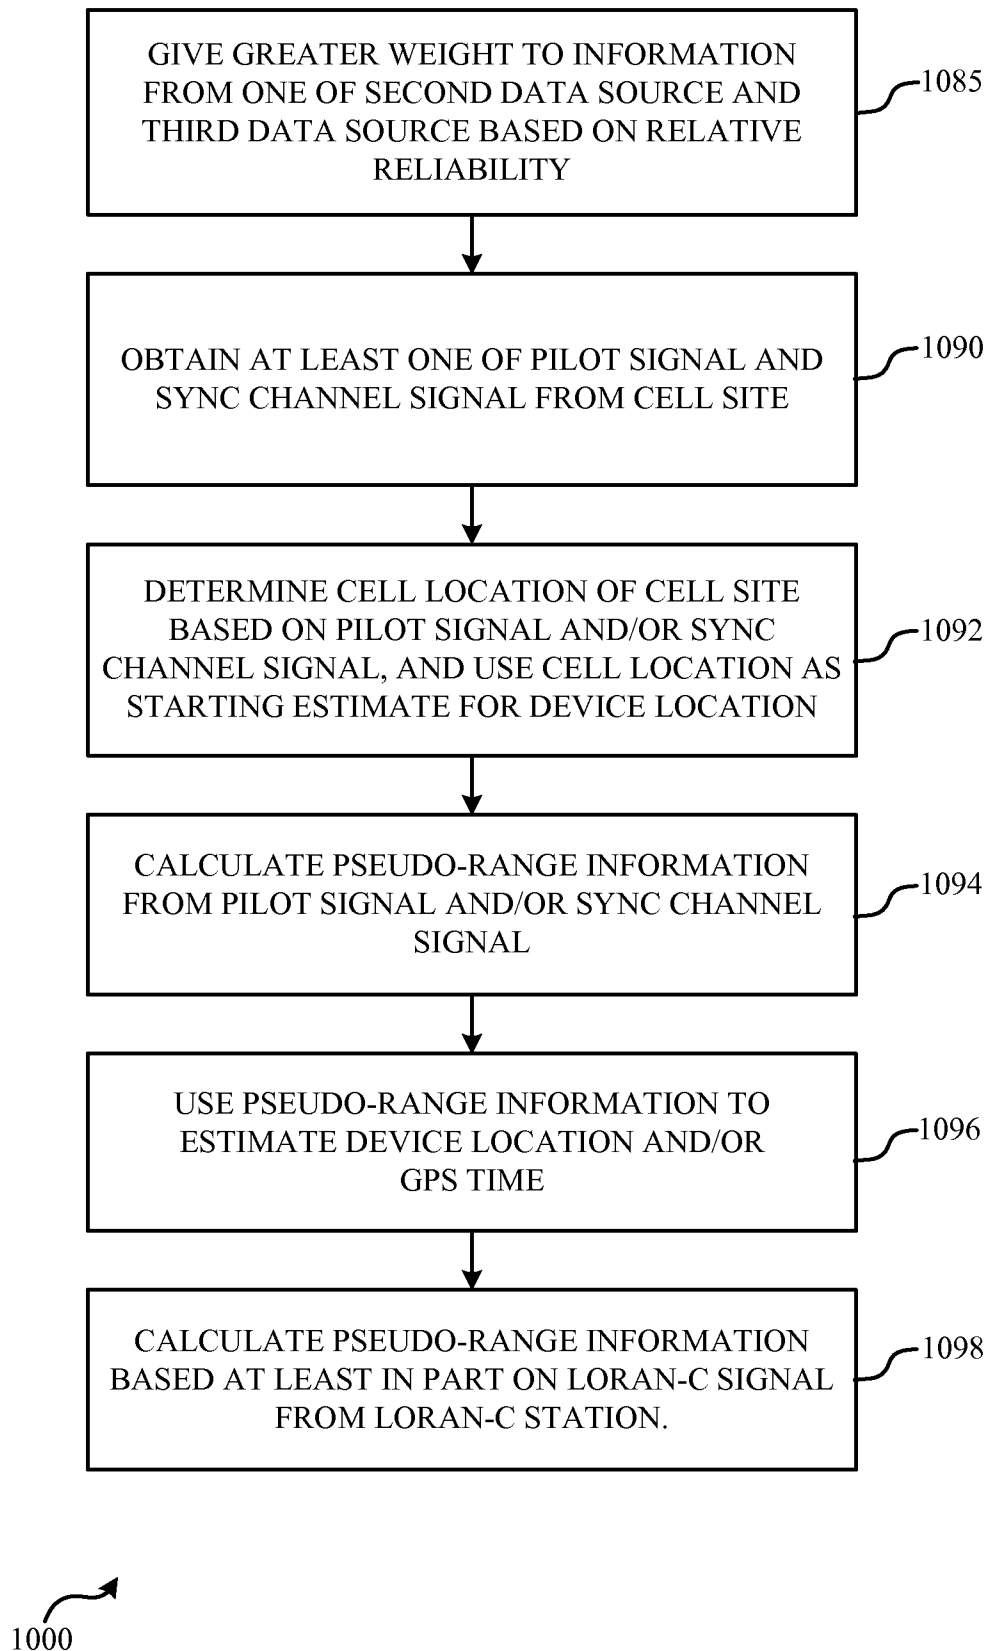 GIVE GREATER WEIGHT TO INFORMATION
FROM ONE OF SECOND DATA SOURCE AND
THIRD DATA SOURCE BASED ON RELATIVE
RELIABILITY
1085
OBTAIN AT LEAST ONE OF PILOT SIGNAL AND
SYNC CHANNEL SIGNAL FROM CELL SITE
1090
DETERMINE CELL LOCATION OF CELL SITE
BASED ON PILOT SIGNAL AND/OR SYNC
CHANNEL SIGNAL, AND USE CELL LOCATION AS
STARTING ESTIMATE FOR DEVICE LOCATION
1092
CALCULATE PSEUDO-RANGE INFORMATION
FROM PILOT SIGNAL AND/OR SYNC CHANNEL
SIGNAL
1094
USE PSEUDO-RANGE INFORMATION TO
ESTIMATE DEVICE LOCATION AND/OR
GPS TIME
1096
CALCULATE PSEUDO-RANGE INFORMATION
BASED AT LEAST IN PART ON LORAN-C SIGNAL
FROM LORAN-C STATION.
1098
1000